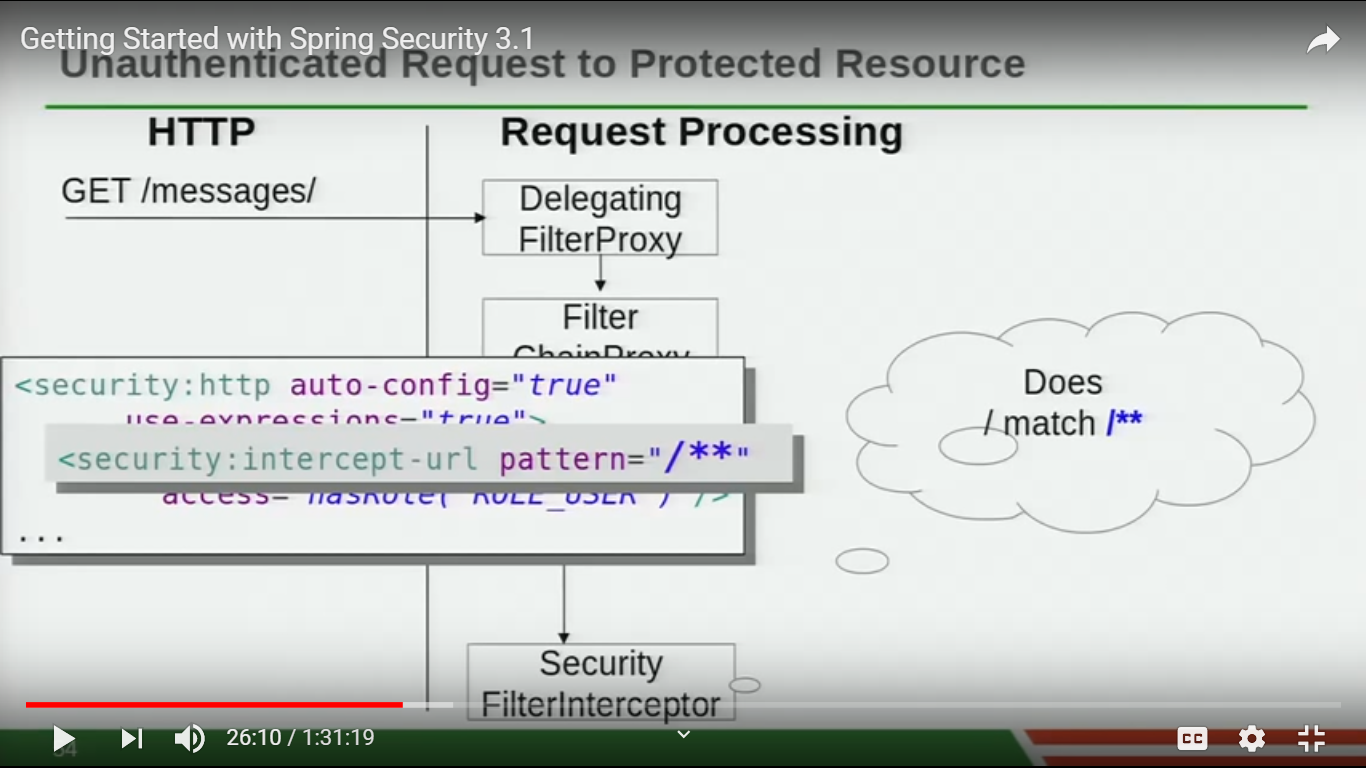 Getting Started with Spring Security 3.1
Unauthenticated Request to Protected Resource
HTTP
Request Processing
GET /messages/
Delegating
FilterProxy
Filter
ChainProxy
<security:http auto-config="true"
use-expressions="true">
<security:intercept-url pattern="/**"
access="hasRole('ROLE_USER')"/>
...
Does
/ match /**
Security
FilterInterceptor
26:10 / 1:31:19
CC